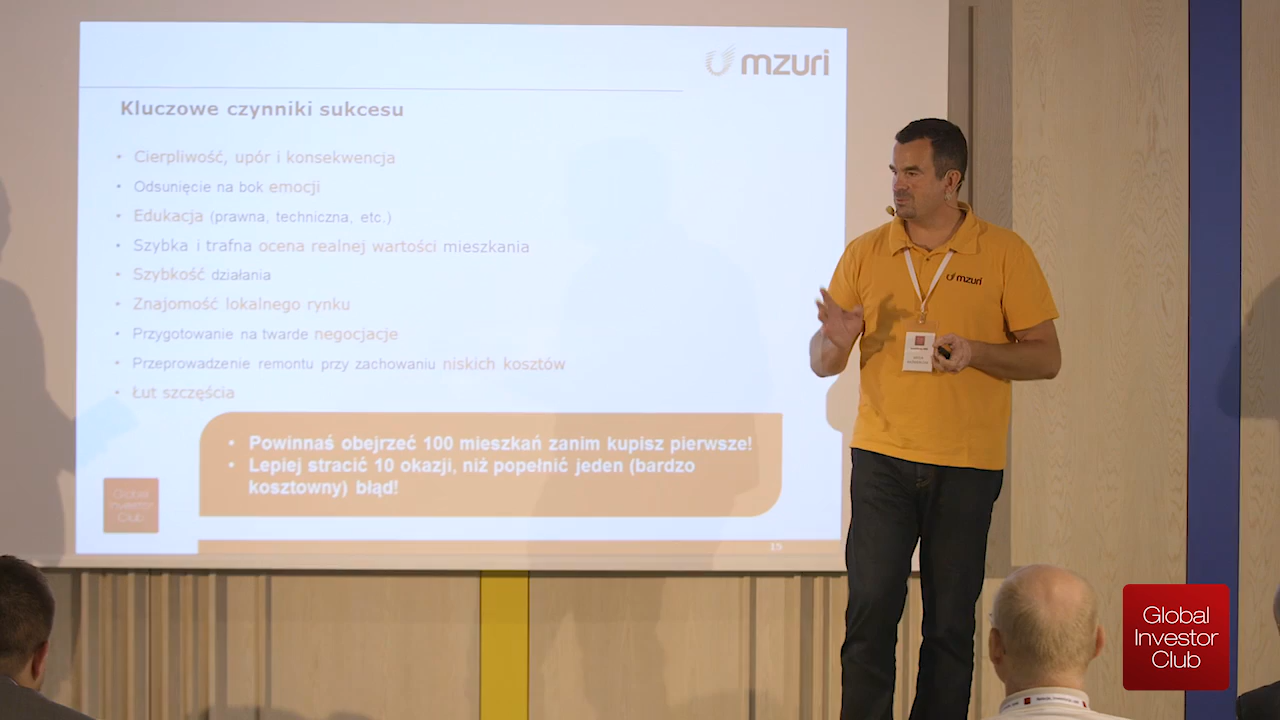 mzuri
Kluczowe czynniki sukcesu
• Cierpliwość, upór i konsekwencja
• Odsunięcie na bok emocji
• Edukacja (prawna, techniczna, etc.)
• Szybka i trafna ocena realnej wartości mieszkania
• Szybkość działania
• Znajomość lokalnego rynku
• Przygotowanie na twarde negocjacje
• Przeprowadzenie remontu przy zachowaniu niskich kosztów
• Łut szczęścia
• Powinnaś obejrzeć 100 mieszkań zanim kupisz pierwsze!
• Lepiej stracić 10 okazji, niż popełnić jeden (bardzo
kosztowny) błąd!
Global
Investor
Club
15
mzuri
Global
Investor
Club